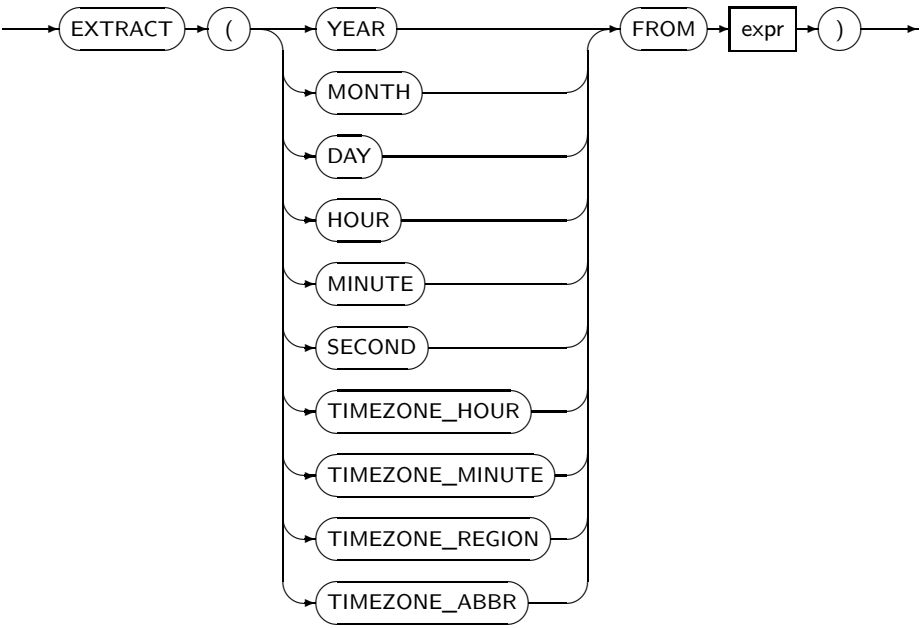 EXTRACT ( YEAR FROM expr )
MONTH
DAY
HOUR
MINUTE
SECOND
TIMEZONE_HOUR
TIMEZONE_MINUTE
TIMEZONE_REGION
TIMEZONE_ABBR